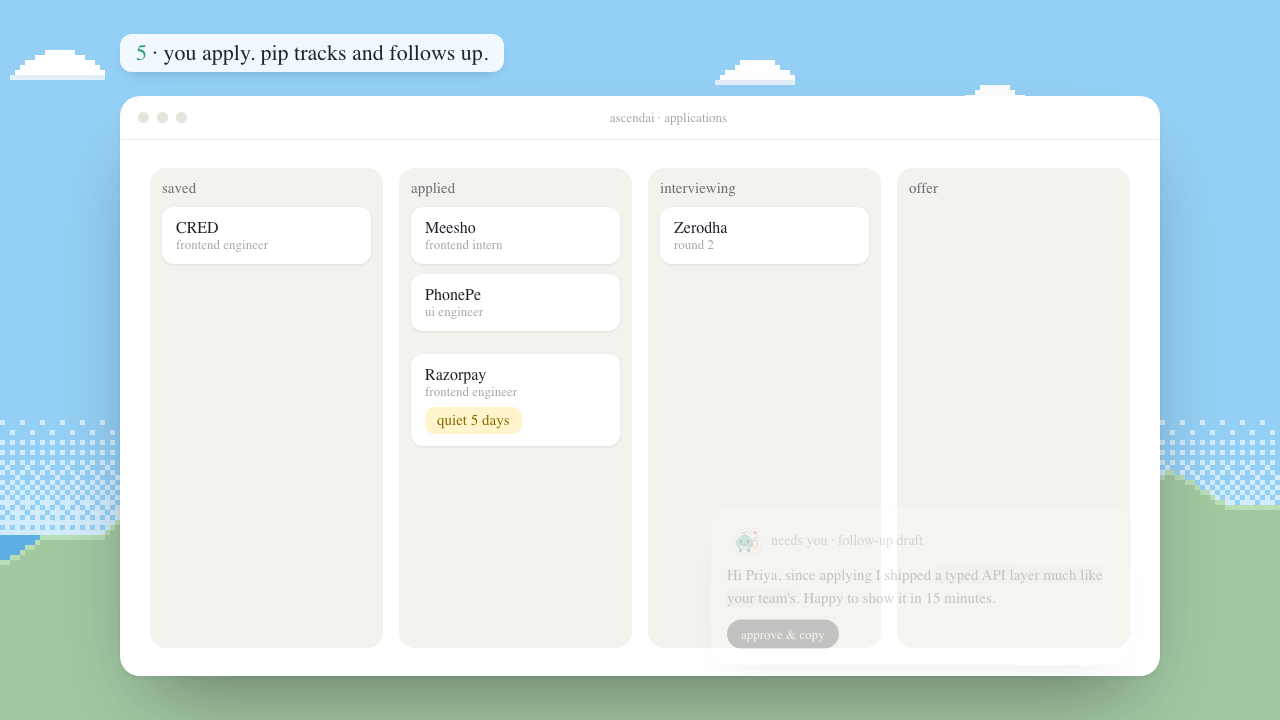 5 · you apply. pip tracks and follows up.
ascendai · applications
saved
CRED
frontend engineer
applied
Meesho
frontend intern
PhonePe
ui engineer
Razorpay
frontend engineer
quiet 5 days
interviewing
Zerodha
round 2
offer
needs you · follow-up draft
Hi Priya, since applying I shipped a typed API layer much like
your team's. Happy to show it in 15 minutes.
approve & copy